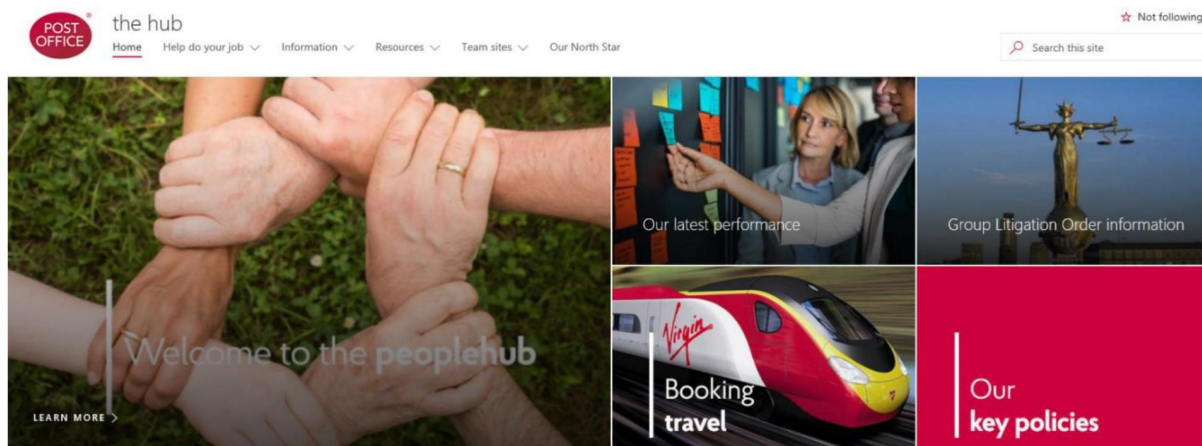 POST
OFFICE
the hub
Home Help do your job Information Resources Team sites Our North Star
Not following
Search this site
Welcome to the peoplehub
LEARN MORE
Our latest performance
Group Litigation Order information
Virgin
Booking
travel
Our
key policies